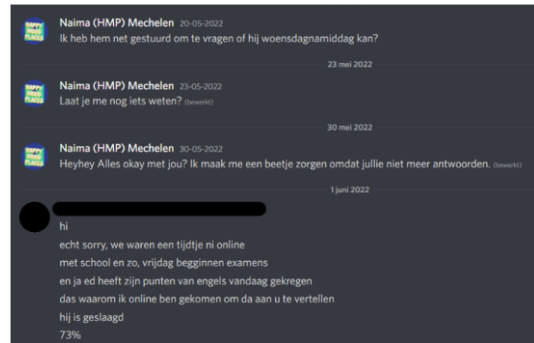 Naima (HMP) Mechelen 20-05-2022
Ik heb hem net gestuurd om te vragen of hij woensdagnamiddag kan?
23 mei 2022
Naima (HMP) Mechelen 23-05-2022
Laat je me nog iets weten? (bewerkt)
30 mei 2022
Naima (HMP) Mechelen 30-05-2022
Heyhey Alles okay met jou? Ik maak me een beetje zorgen omdat jullie niet meer antwoorden. (bewerkt)
1 juni 2022
hi
echt sorry, we waren een tijdtje ni online
met school en zo, vrijdag begginnen examens
en ja ed heeft zijn punten van engels vandaag gekregen
das waarom ik online ben gekomen om da aan u te vertellen
hij is geslaagd
73%